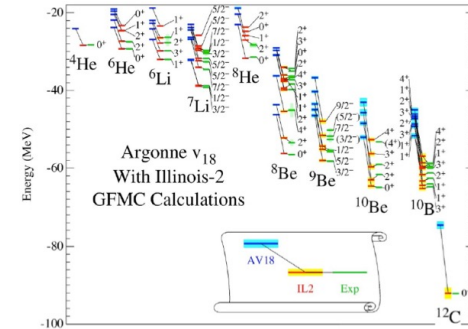 -20
-40
-60
-80
-100
Energy (MeV)
0+
4He
0+
2+
2+
0+
6He
1+
2+
3+
1+
6Li
5/2−
5/2−
7/2−
1/2−
3/2−
7Li
2+
0+
8He
1+
4+
2+
0+
8Be
9/2−
(5/2−)
7/2−
(3/2−)
1/2−
5/2−
3/2−
9Be
2+
0+
10Be
4+
3+
2+
1+
3+
10B
0+
12C
Argonne v18
With Illinois-2
GFMC Calculations
AV18
IL2 Exp